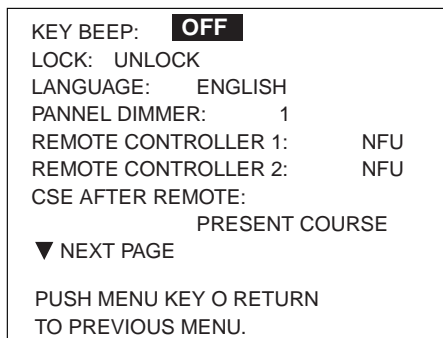 KEY BEEP: OFF
LOCK: UNLOCK
LANGUAGE: ENGLISH
PANNEL DIMMER: 1
REMOTE CONTROLLER 1: NFU
REMOTE CONTROLLER 2: NFU
CSE AFTER REMOTE:
PRESENT COURSE
▼ NEXT PAGE
PUSH MENU KEY O RETURN
TO PREVIOUS MENU.